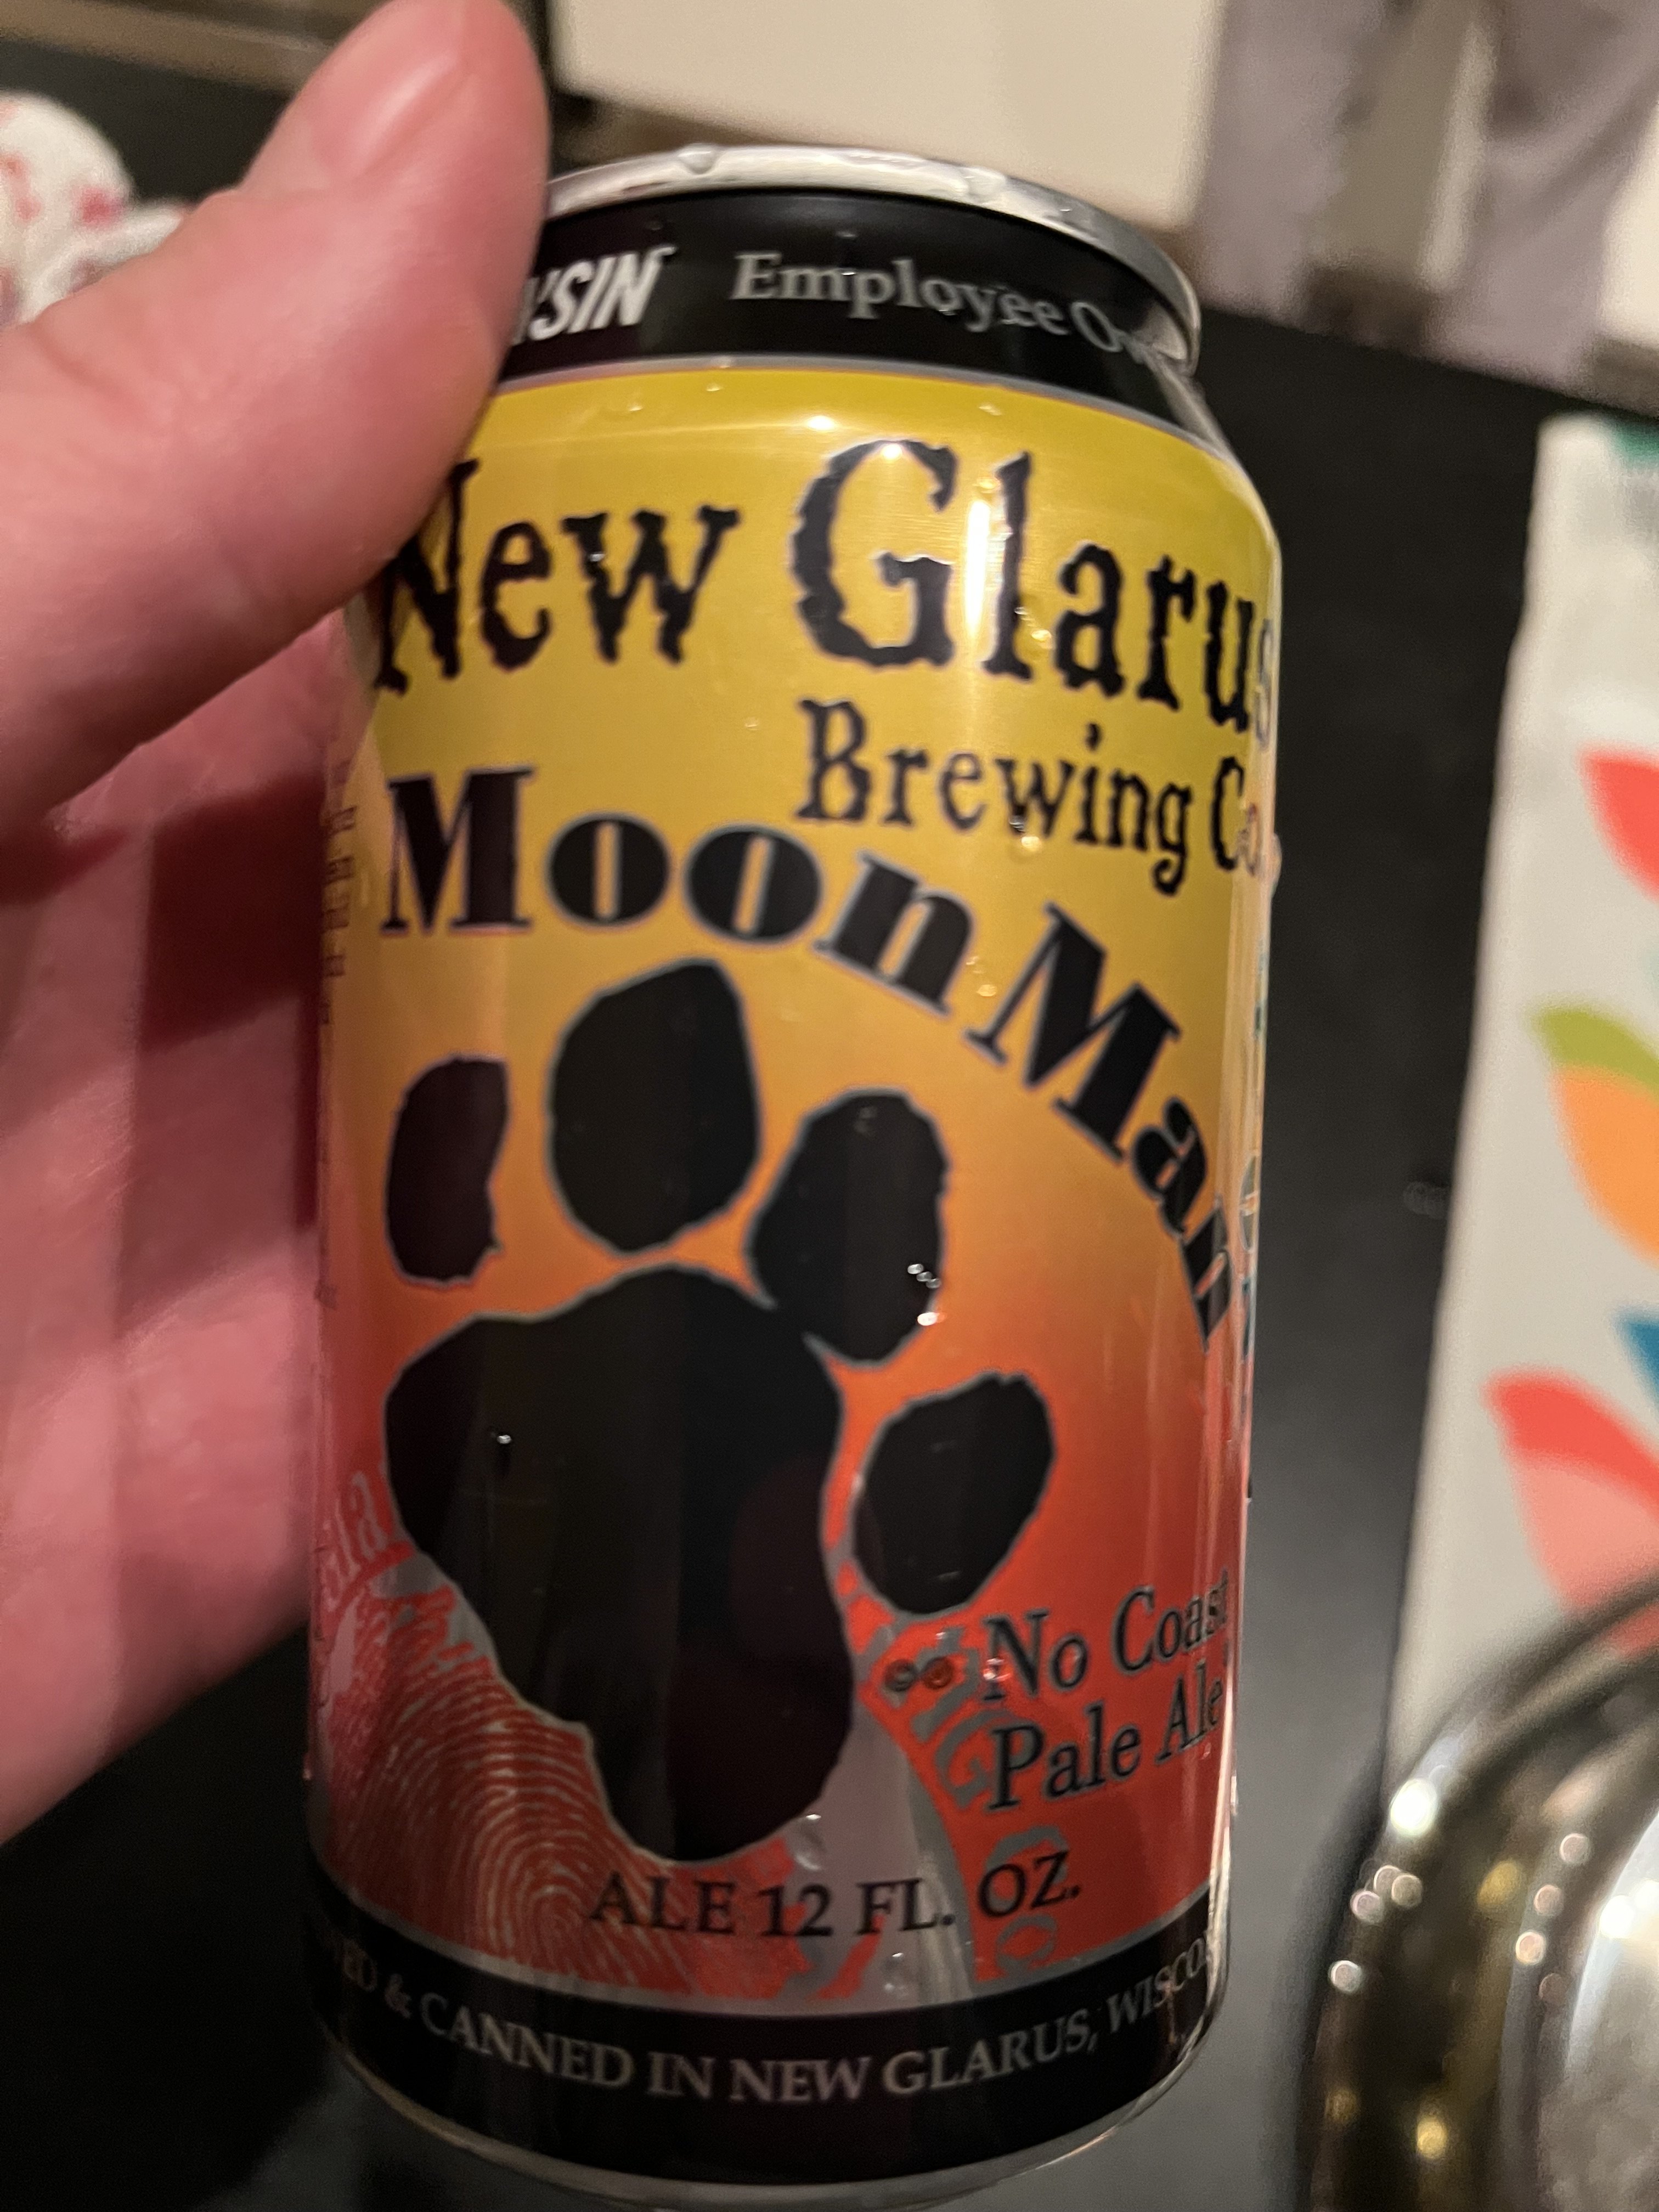 Employee
New Glarus
Brewing Co.
Moon Man
No Coast
Pale Ale
ALE 12 FL. OZ.
& CANNED IN NEW GLARUS,